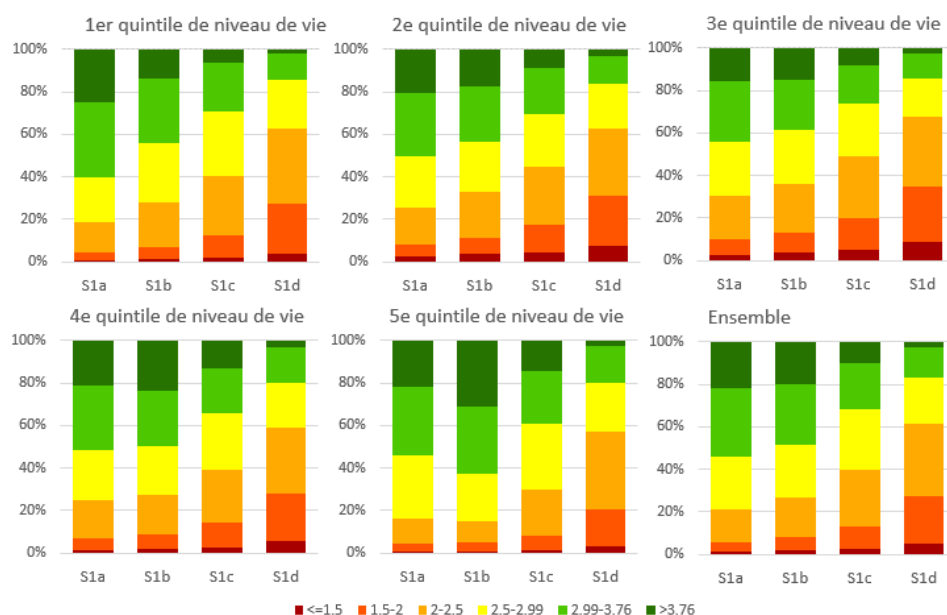 1er quintile de niveau de vie
100%
80%
60%
40%
20%
0%
S1a S1b S1c S1d
2e quintile de niveau de vie
100%
80%
60%
40%
20%
0%
S1a S1b S1c S1d
3e quintile de niveau de vie
100%
80%
60%
40%
20%
0%
S1a S1b S1c S1d
4e quintile de niveau de vie
100%
80%
60%
40%
20%
0%
S1a S1b S1c S1d
5e quintile de niveau de vie
100%
80%
60%
40%
20%
0%
S1a S1b S1c S1d
Ensemble
100%
80%
60%
40%
20%
0%
S1a S1b S1c S1d
<=1.5 1.5-2 2-2.5 2.5-2.99 2.99-3.76 >3.76